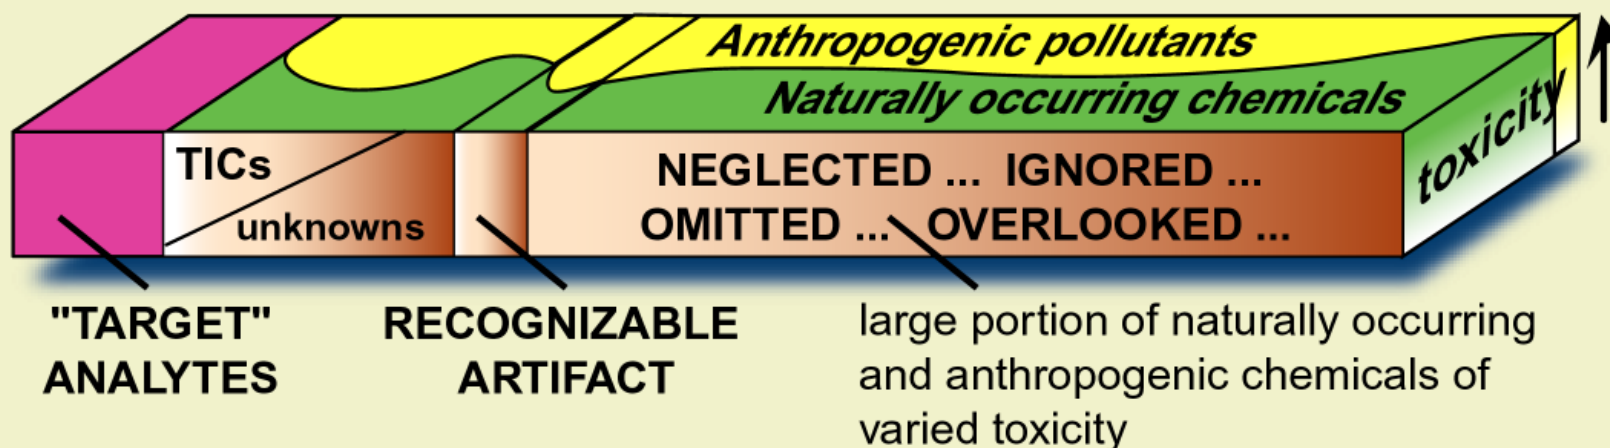 Anthropogenic pollutants
Naturally occurring chemicals
toxicity
TICs
unknowns
NEGLECTED ... IGNORED ...
OMITTED ... OVERLOOKED ...
"TARGET"
ANALYTES
RECOGNIZABLE
ARTIFACT
large portion of naturally occurring
and anthropogenic chemicals of
varied toxicity